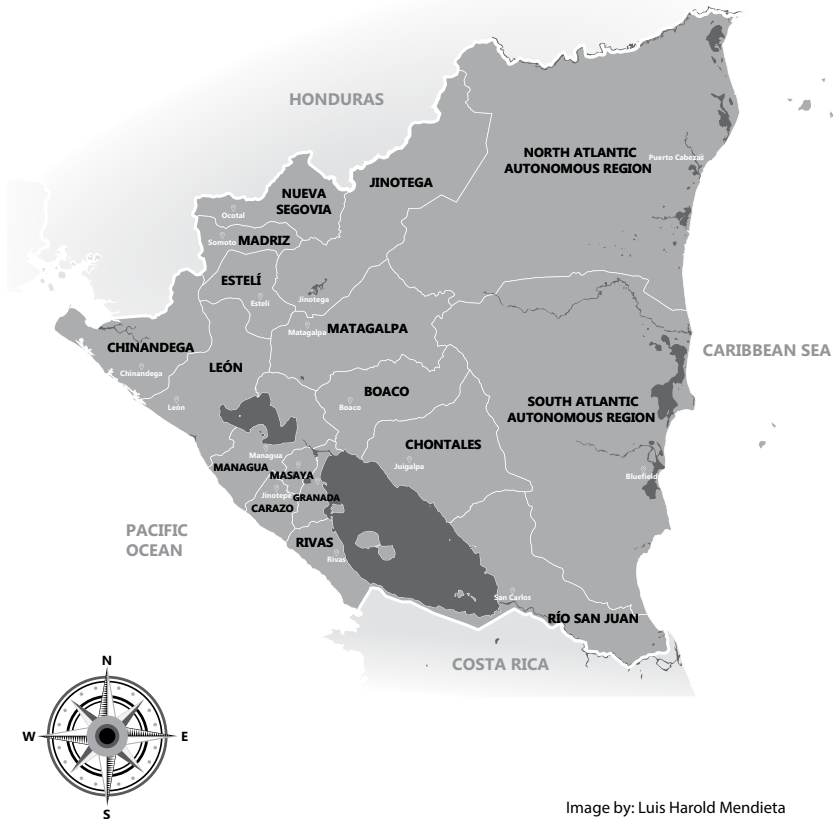 HONDURAS
NORTH ATLANTIC
AUTONOMOUS REGION
Puerto Cabezas
JINOTEGA
NUEVA
SEGOVIA
Ocotal
Somoto
MADRIZ
ESTELÍ
Estelí
Jinotega
Matagalpa
MATAGALPA
CHINANDEGA
Chinandega
LEÓN
León
CARIBBEAN SEA
BOACO
Boaco
SOUTH ATLANTIC
AUTONOMOUS REGION
CHONTALES
Juigalpa
Managua
MANAGUA
MASAYA
Bluefield
Jinotepe
GRANADA
CARAZO
PACIFIC
OCEAN
RIVAS
Rivas
San Carlos
RÍO SAN JUAN
COSTA RICA
N
W
E
S
Image by: Luis Harold Mendieta